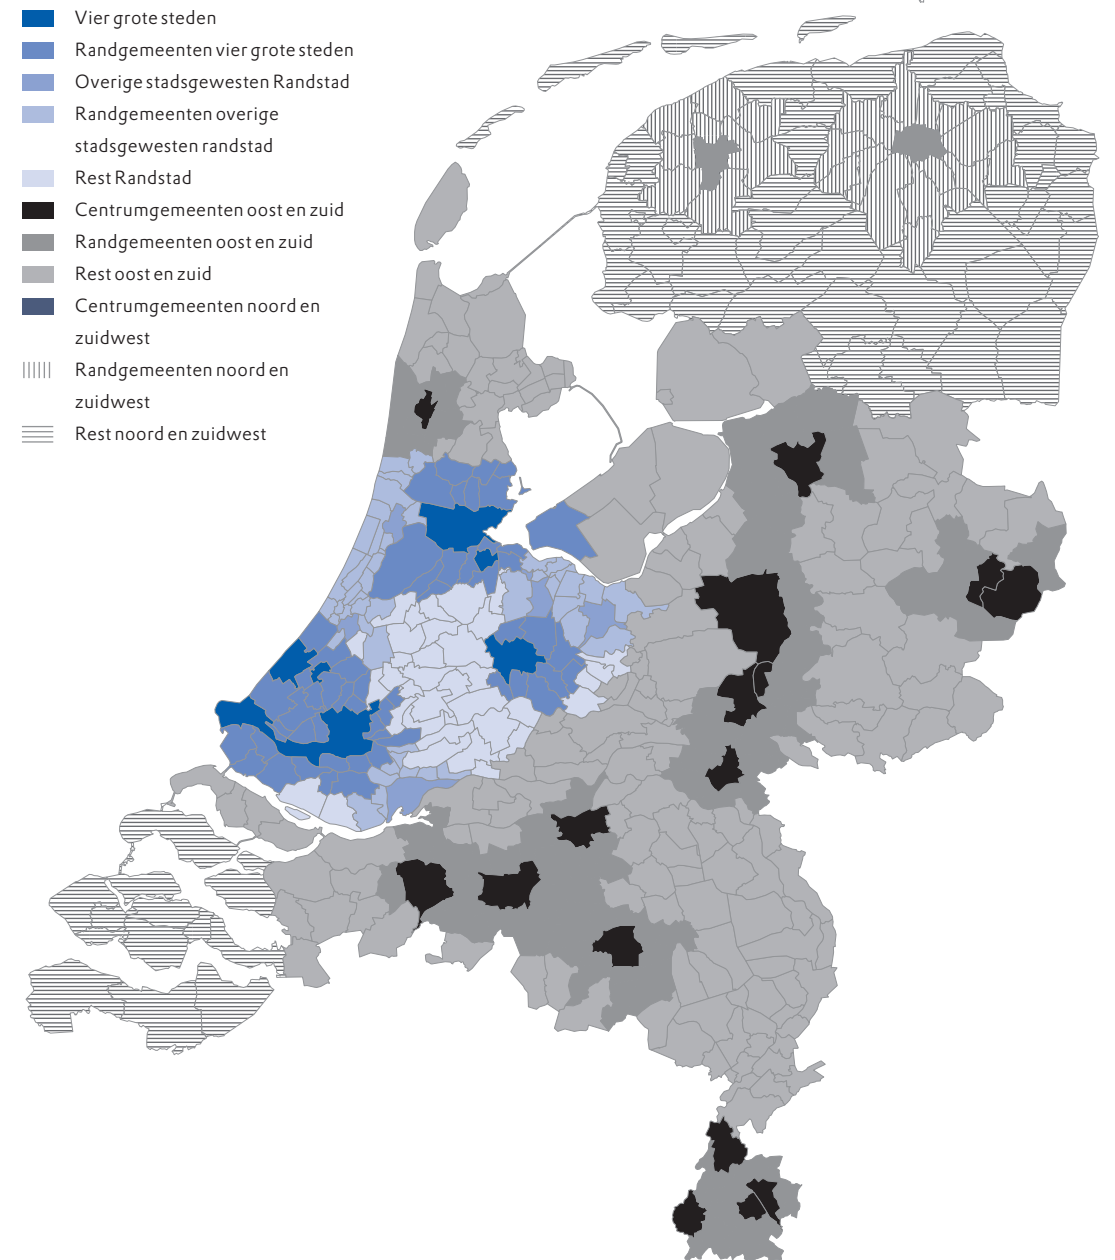 Vier grote steden
Randgemeenten vier grote steden
Overige stadsgewesten Randstad
Randgemeenten overige
stadsgewesten randstad
Rest Randstad
Centrumgemeenten oost en zuid
Randgemeenten oost en zuid
Rest oost en zuid
Centrumgemeenten noord en
zuidwest
Randgemeenten noord en
zuidwest
Rest noord en zuidwest